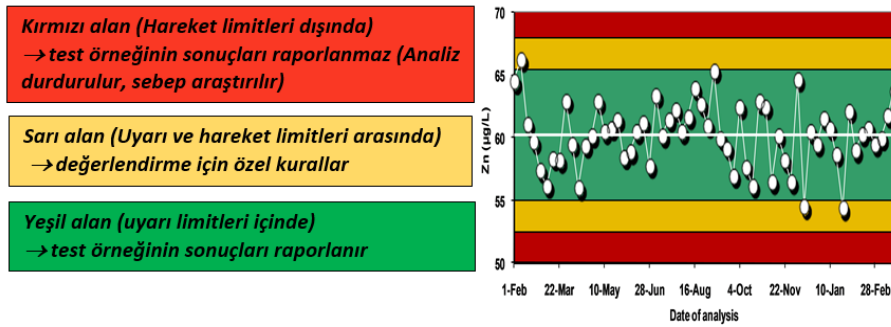 Kırmızı alan (Hareket limitleri dışında)
→ test örneğinin sonuçları raporlanmaz (Analiz
durdurulur, sebep araştırılır)
Sarı alan (Uyarı ve hareket limitleri arasında)
→ değerlendirme için özel kurallar
Yeşil alan (uyarı limitleri içinde)
→ test örneğinin sonuçları raporlanır
Zn (µg/L)
70
65
60
55
50
1-Feb 22-Mar 10-May 28-Jun 16-Aug 4-Oct 22-Nov 10-Jan 28-Feb
Date of analysis